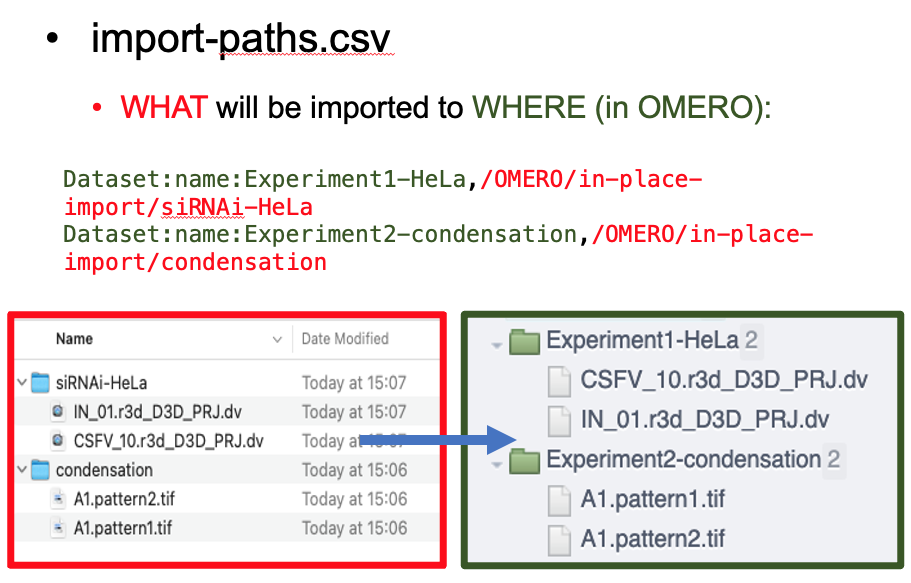 • import-paths.csv
• WHAT will be imported to WHERE (in OMERO):
Dataset:name:Experiment1-HeLa,/OMERO/in-place-
import/siRNAi-HeLa
Dataset:name:Experiment2-condensation,/OMERO/in-place-
import/condensation
Name Date Modified
siRNAi-HeLa Today at 15:07
IN_01.r3d_D3D_PRJ.dv Today at 15:07
CSFV_10.r3d_D3D_PRJ.dv Today at 15:07
condensation Today at 15:06
A1.pattern2.tif Today at 15:06
A1.pattern1.tif Today at 15:06
Experiment1-HeLa 2
CSFV_10.r3d_D3D_PRJ.dv
IN_01.r3d_D3D_PRJ.dv
Experiment2-condensation 2
A1.pattern1.tif
A1.pattern2.tif